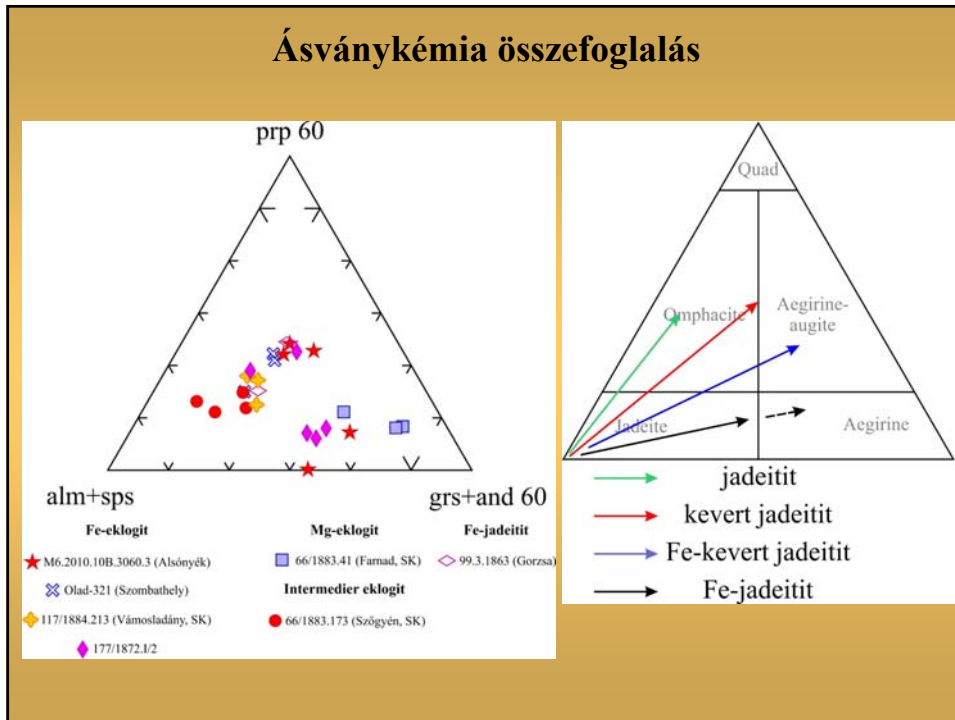 Ásványkémia összefoglalás
prp 60
alm+sps
grs+and 60
Fe-eklogit
Mg-eklogit
Fe-jadeitit
M6.2010.10B.3060.3 (Alsónyék)
66/1883.41 (Farnad, SK)
99.3.1863 (Gorzsa)
Olad-321 (Szombathely)
Intermedier eklogit
I17/1884.213 (Vámosladány, SK)
66/1883.173 (Szőgyén, SK)
177/1872.I/2
Quad
Omphacite
Aegirine-
augite
Jadeite
Aegirine
jadeitit
kevert jadeitit
Fe-kevert jadeitit
Fe-jadeitit